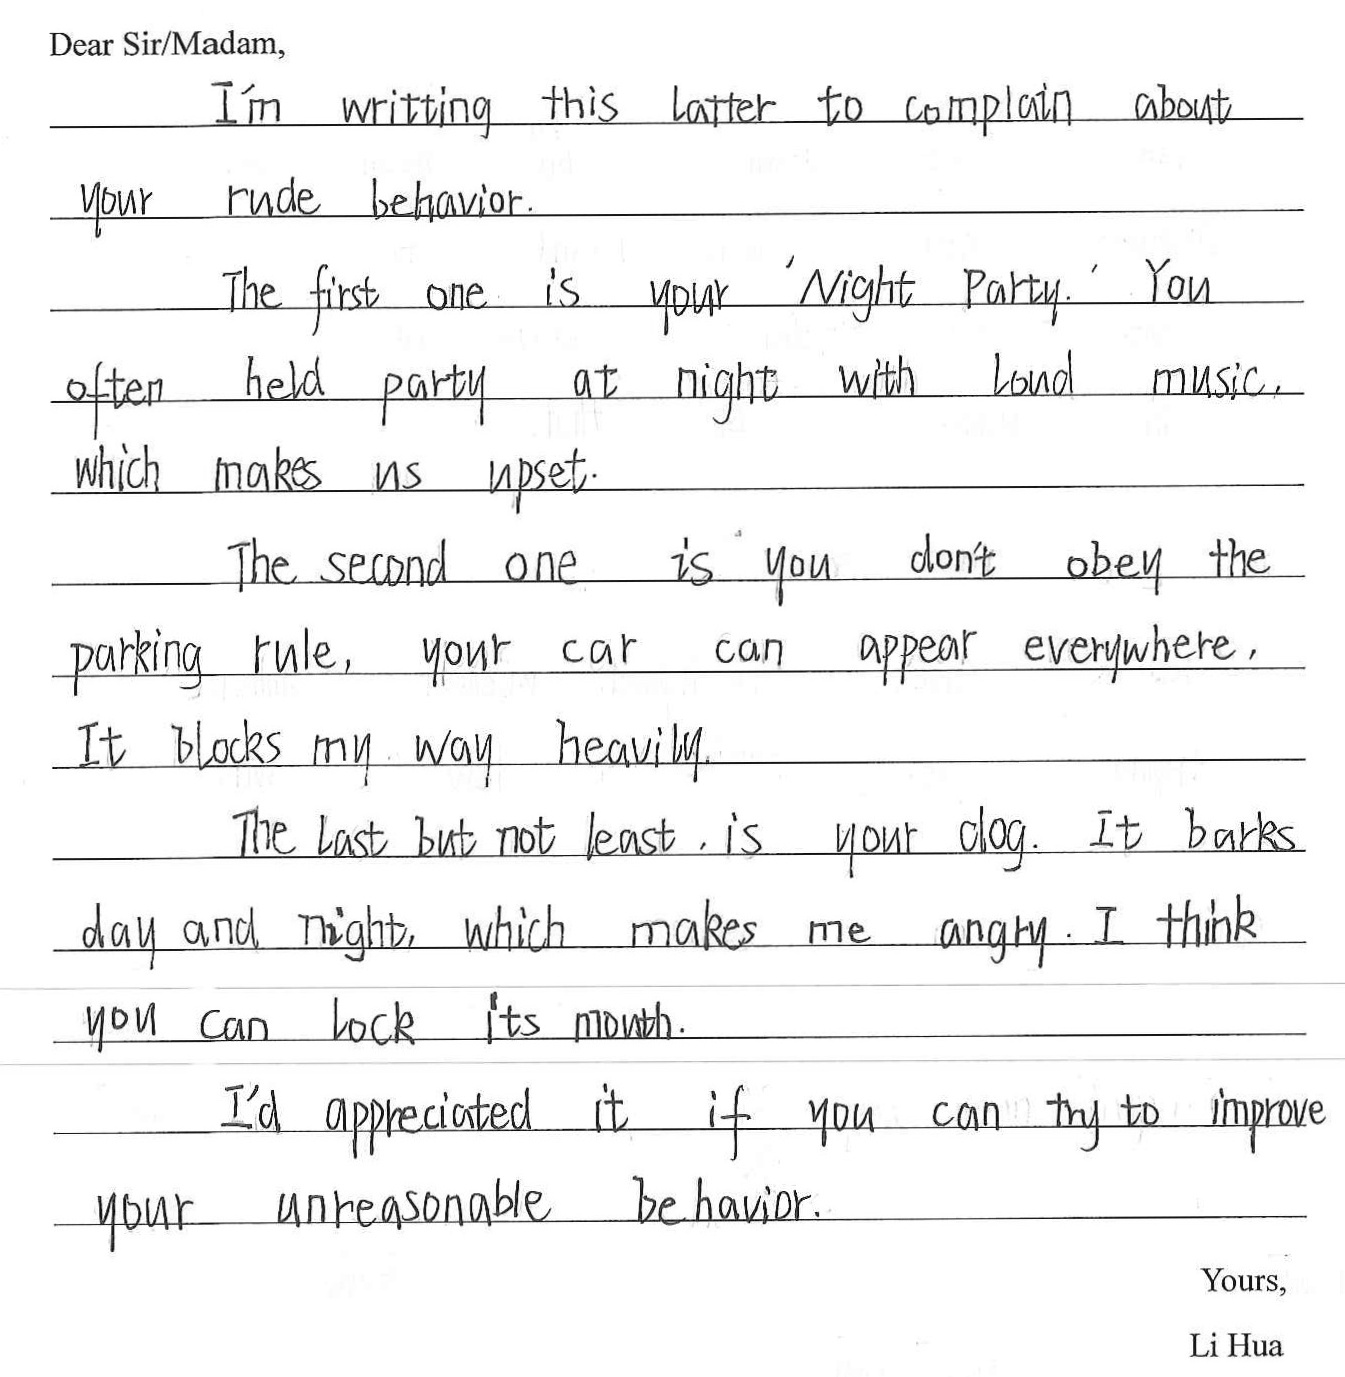 Dear Sir/Madam,
I'm writting this latter to complain about
your rude behavior.
The first one is your 'Night Party.' You
often held party at night with loud music,
which makes us upset.
The second one is you don't obey the
parking rule, your car can appear everywhere,
It blocks my way heavily.
The last but not least, is your dog. It barks
day and night, which makes me angry. I think
you can lock its mouth.
I'd appreciated it if you can try to improve
your unreasonable behavior.
Yours,
Li Hua